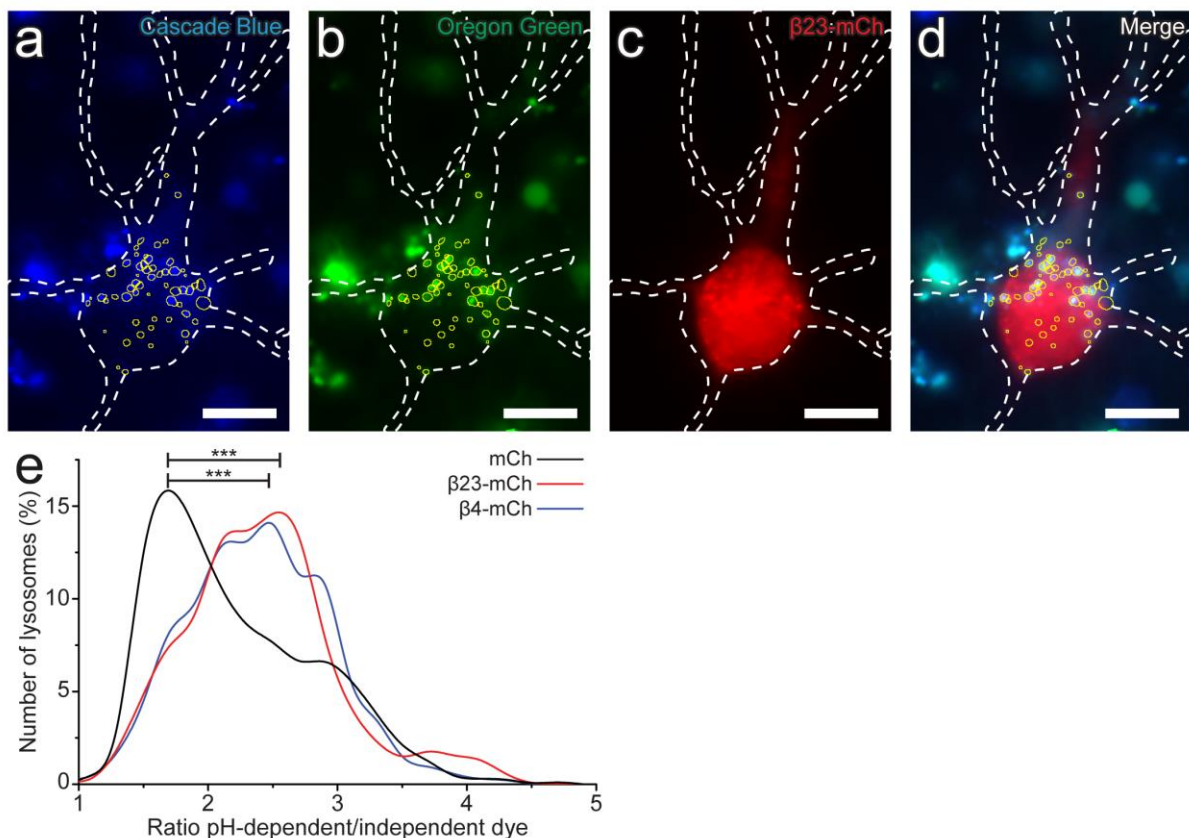 a
Cascade Blue
b
Oregon Green
c
β23-mCh
d
Merge
e
***
***
mCh
β23-mCh
β4-mCh
Number of lysosomes (%)
15
10
5
0
1 2 3 4 5
Ratio pH-dependent/independent dye